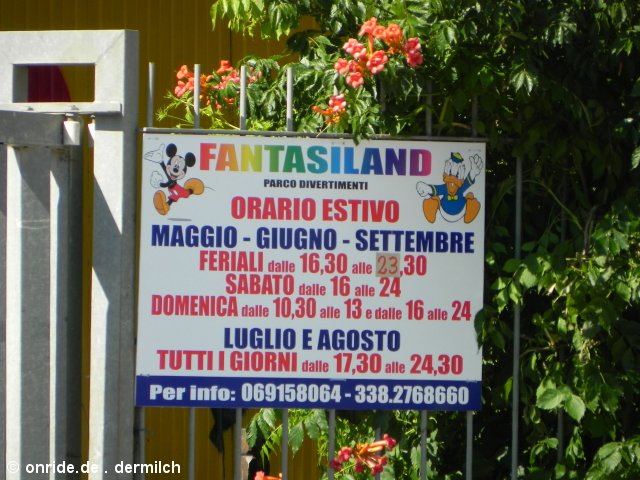 FANTASILAND
PARCO DIVERTIMENTI
ORARIO ESTIVO
MAGGIO - GIUGNO - SETTEMBRE
FERIALI dalle 16,30 alle 23,30
SABATO dalle 16 alle 24
DOMENICA dalle 10,30 alle 13 e dalle 16 alle 24
LUGLIO E AGOSTO
TUTTI I GIORNI dalle 17,30 alle 24,30
Per info: 069158064 - 338.2768660
© onride.de . dermilch